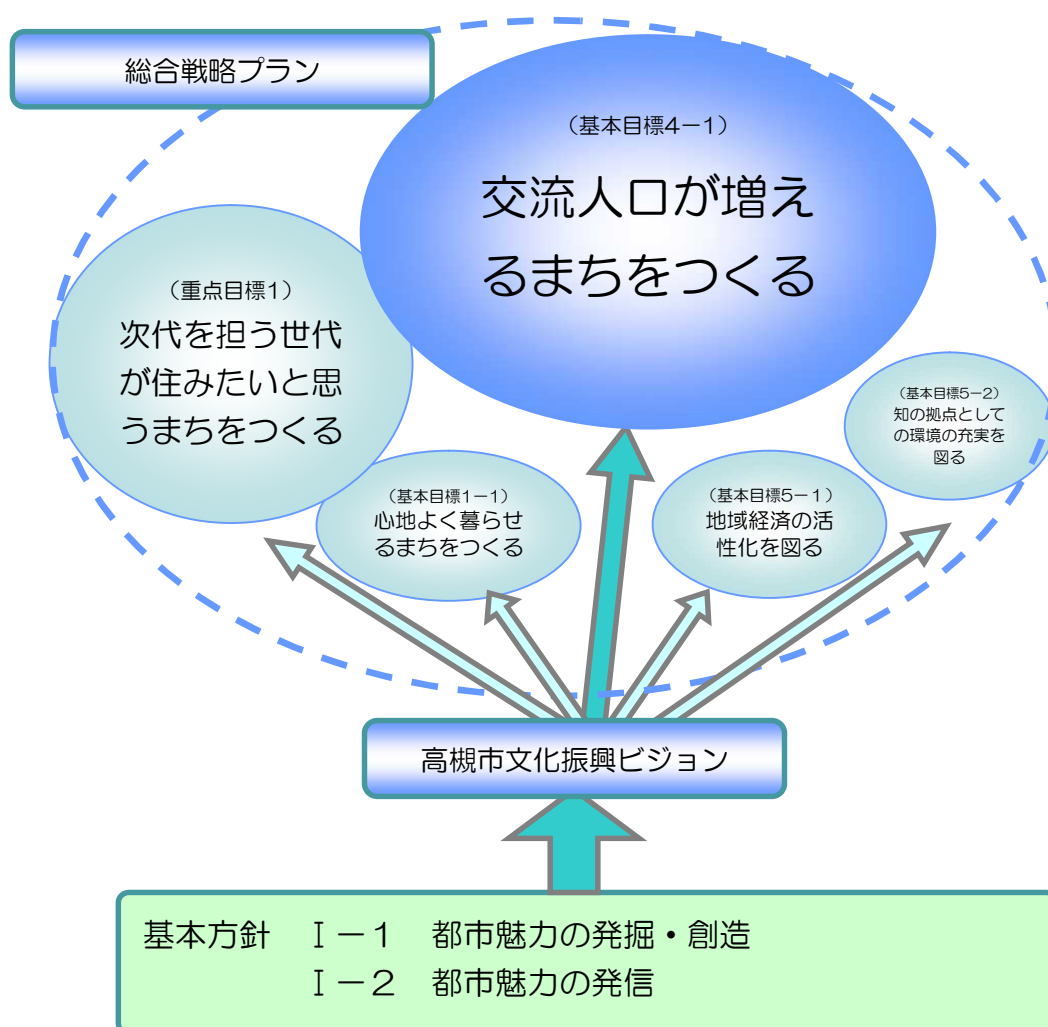 総合戦略プラン
（基本目標4－1）
交流人口が増え
るまちをつくる
（重点目標1）
次代を担う世代
が住みたいと思
うまちをつくる
（基本目標1－1）
心地よく暮らせ
るまちをつくる
（基本目標5－1）
地域経済の活
性化を図る
（基本目標5－2）
知の拠点として
の環境の充実を
図る
高槻市文化振興ビジョン
基本方針　Ⅰ－１　都市魅力の発掘・創造
Ⅰ－２　都市魅力の発信